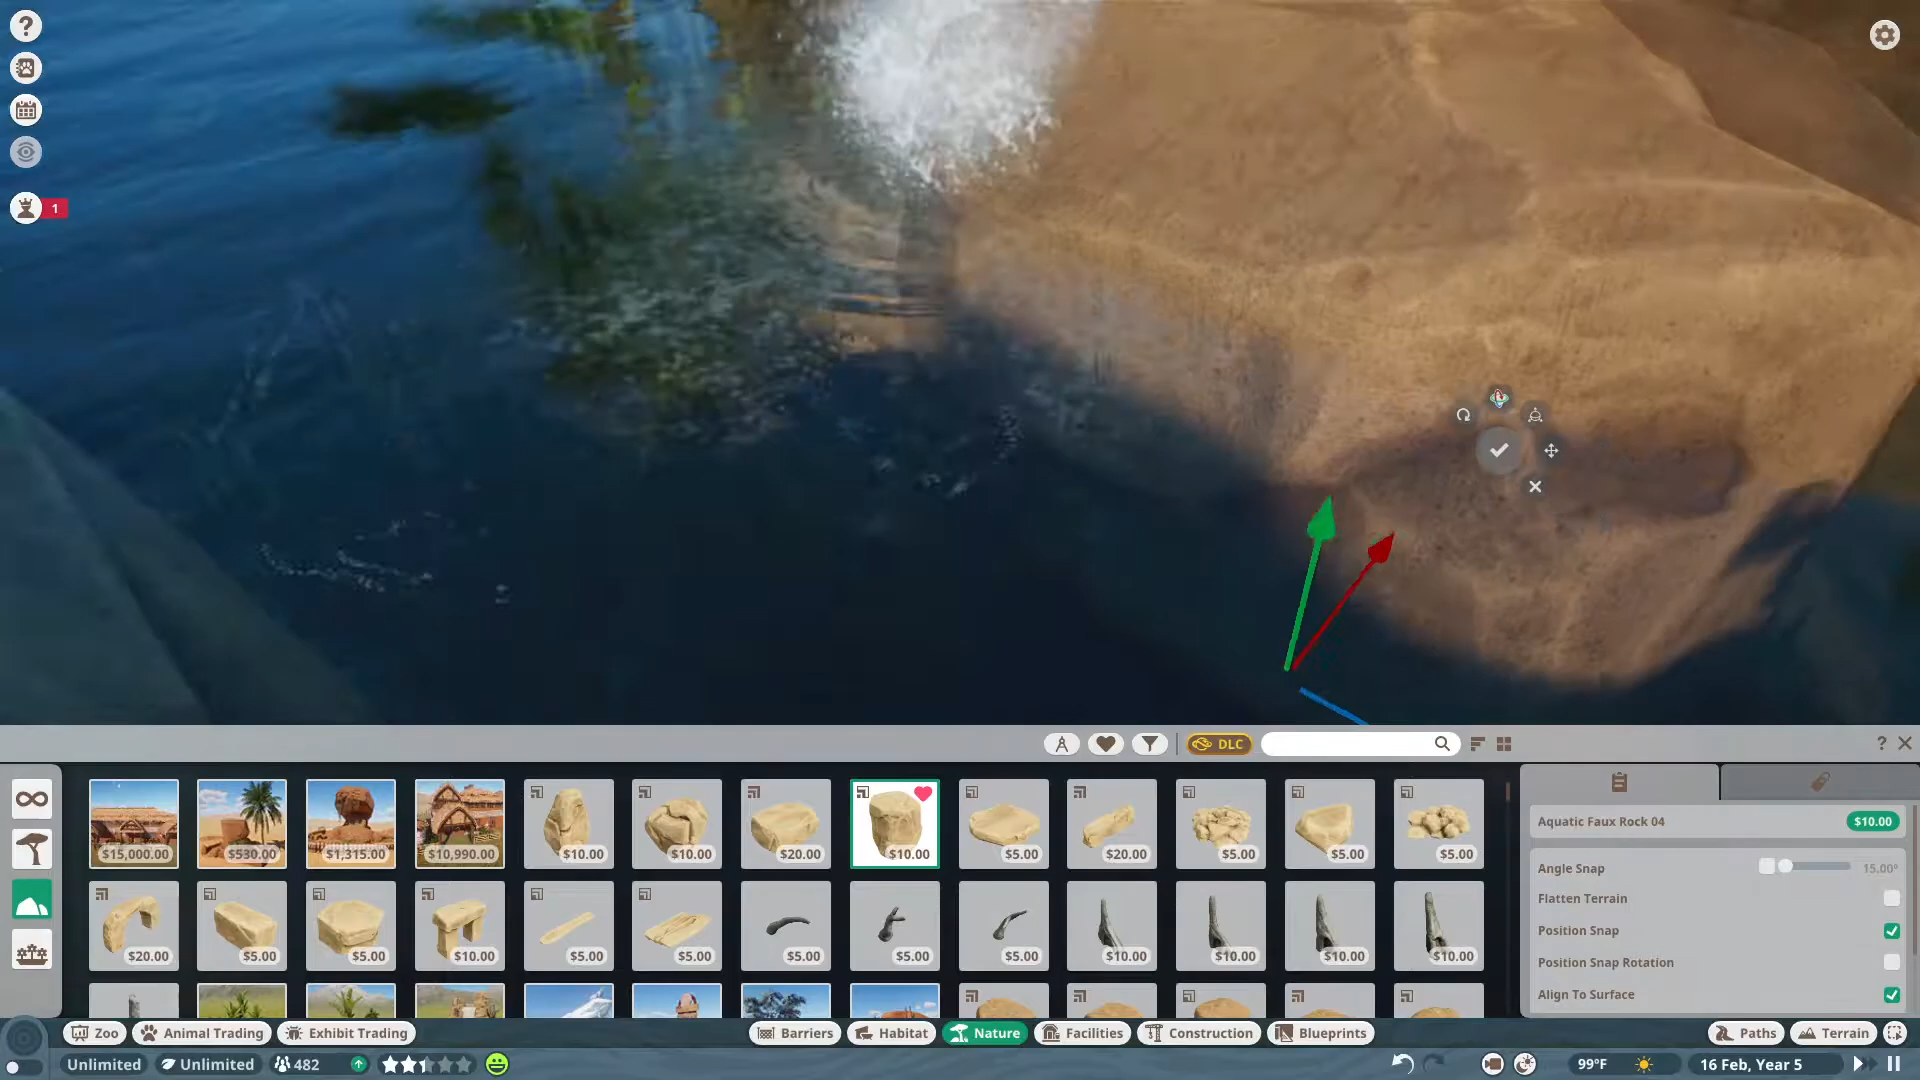 ?
1
DLC
?
$15,000.00
$530.00
$1,315.00
$10,990.00
$10.00
$10.00
$20.00
$10.00
$5.00
$20.00
$5.00
$5.00
$5.00
$20.00
$5.00
$5.00
$10.00
$5.00
$5.00
$5.00
$5.00
$5.00
$10.00
$10.00
$10.00
$10.00
Aquatic Faux Rock 04
$10.00
Angle Snap
15.00°
Flatten Terrain
Position Snap
Position Snap Rotation
Align To Surface
Zoo
Animal Trading
Exhibit Trading
Barriers
Habitat
Nature
Facilities
Construction
Blueprints
Paths
Terrain
Unlimited
Unlimited
482
99°F
16 Feb, Year 5